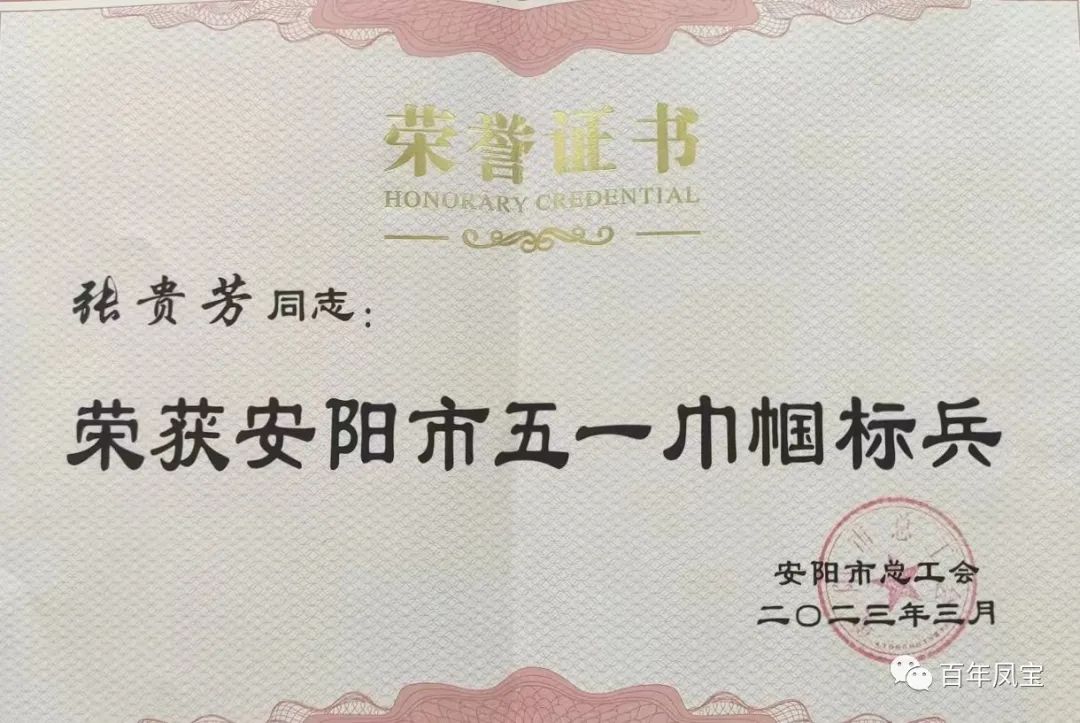 荣誉证书
HONORARY CREDENTIAL
张贵芳同志：
荣获安阳市五一巾帼标兵
安阳市总工会
二〇二三年三月
百年凤宝